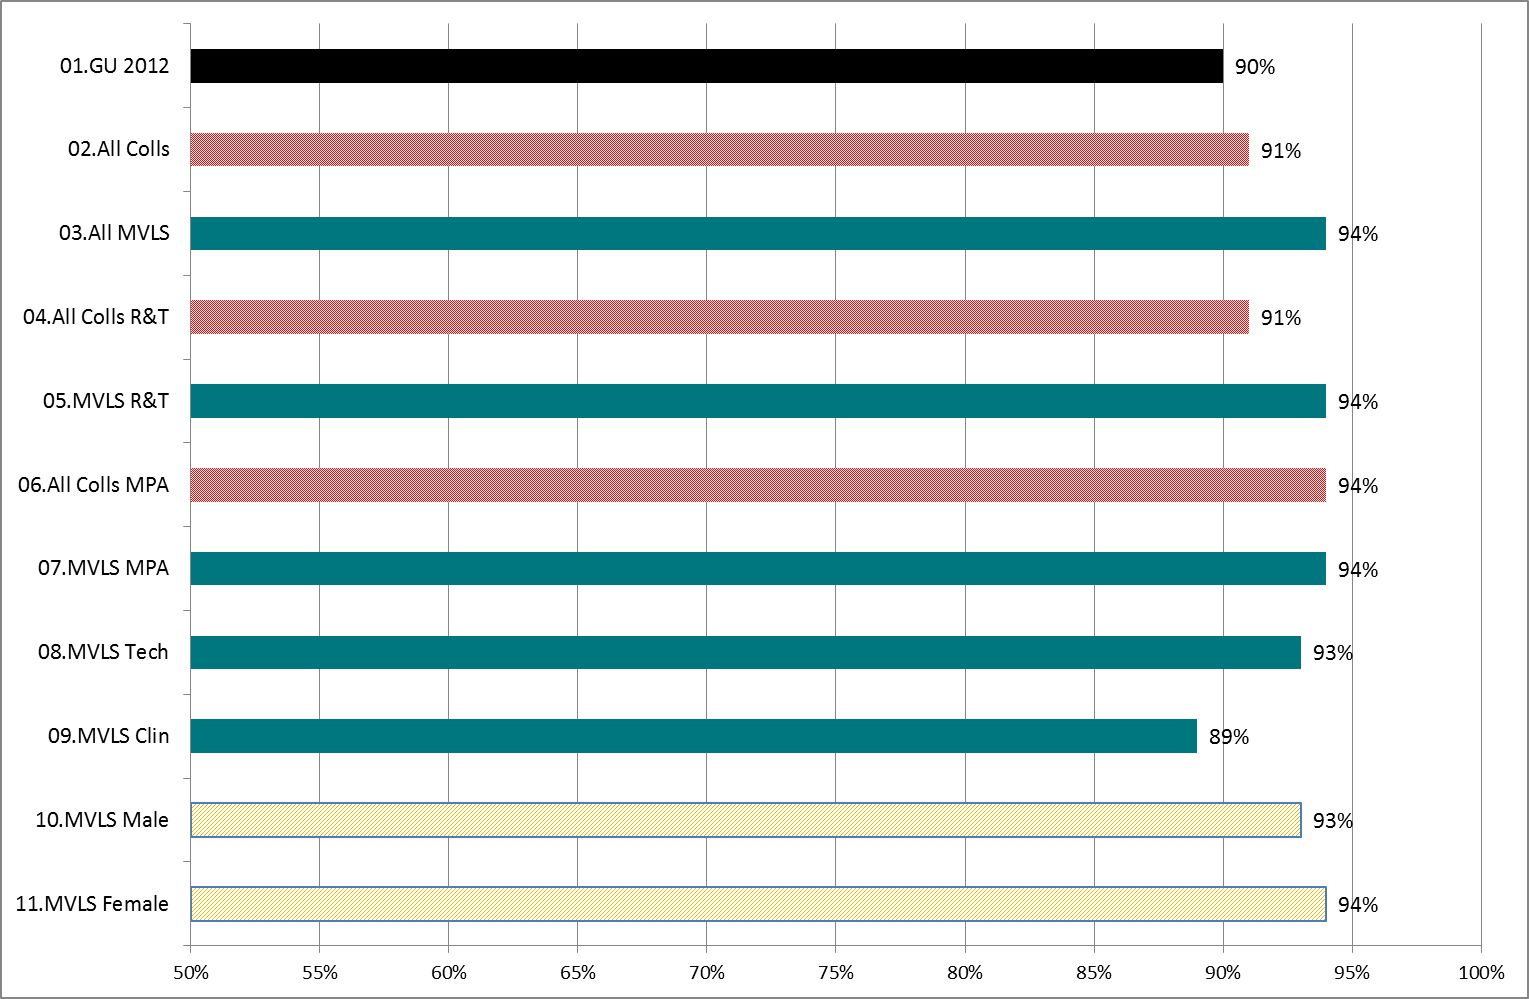 01.GU 2012 90%
02.All Colls 91%
03.All MVLS 94%
04.All Colls R&T 91%
05.MVLS R&T 94%
06.All Colls MPA 94%
07.MVLS MPA 94%
08.MVLS Tech 93%
09.MVLS Clin 89%
10.MVLS Male 93%
11.MVLS Female 94%
50% 55% 60% 65% 70% 75% 80% 85% 90% 95% 100%